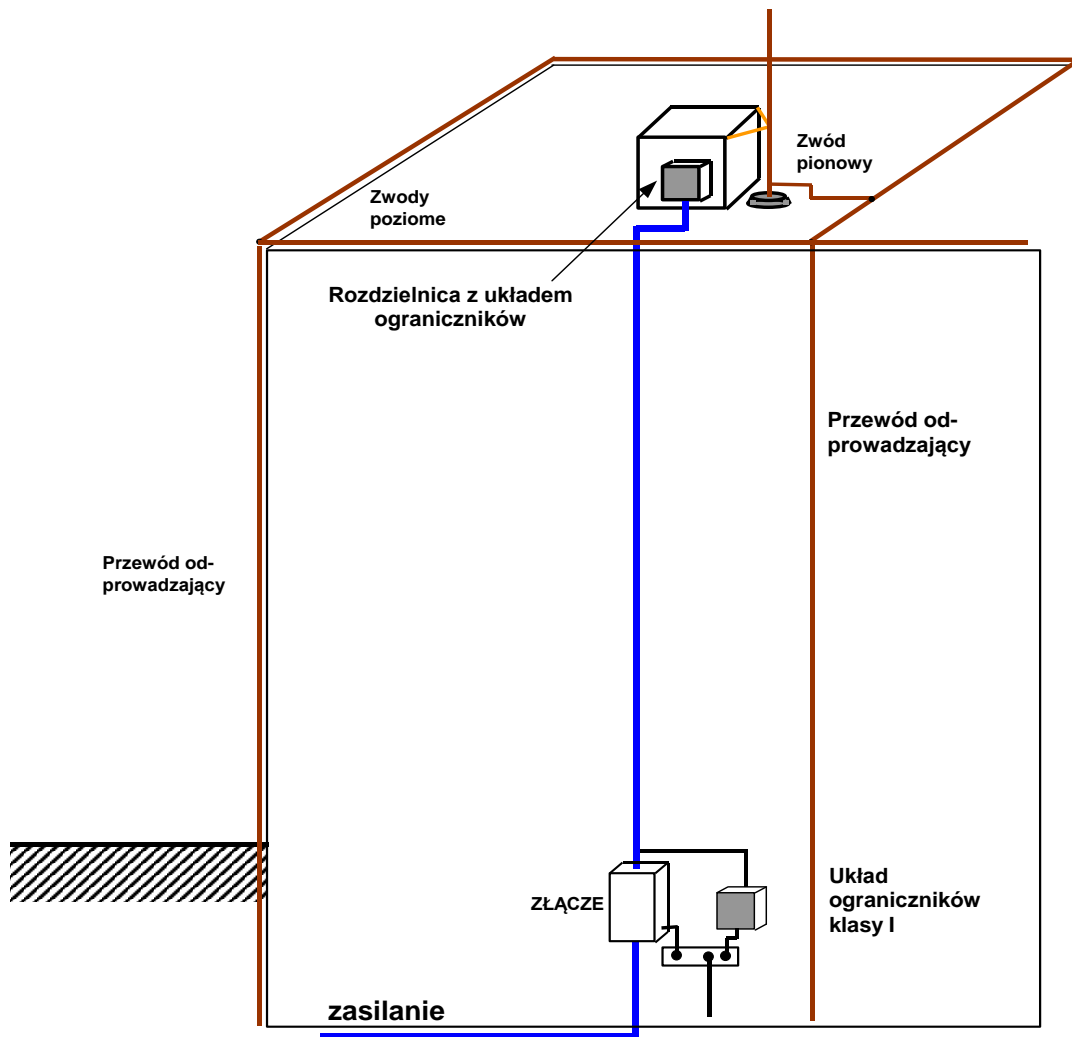 Zwód
pionowy
Zwody
poziome
Rozdzielnica z układem
ograniczników
Przewód od-
prowadzający
Przewód od-
prowadzający
Układ
ograniczników
klasy I
ZŁĄCZE
zasilanie